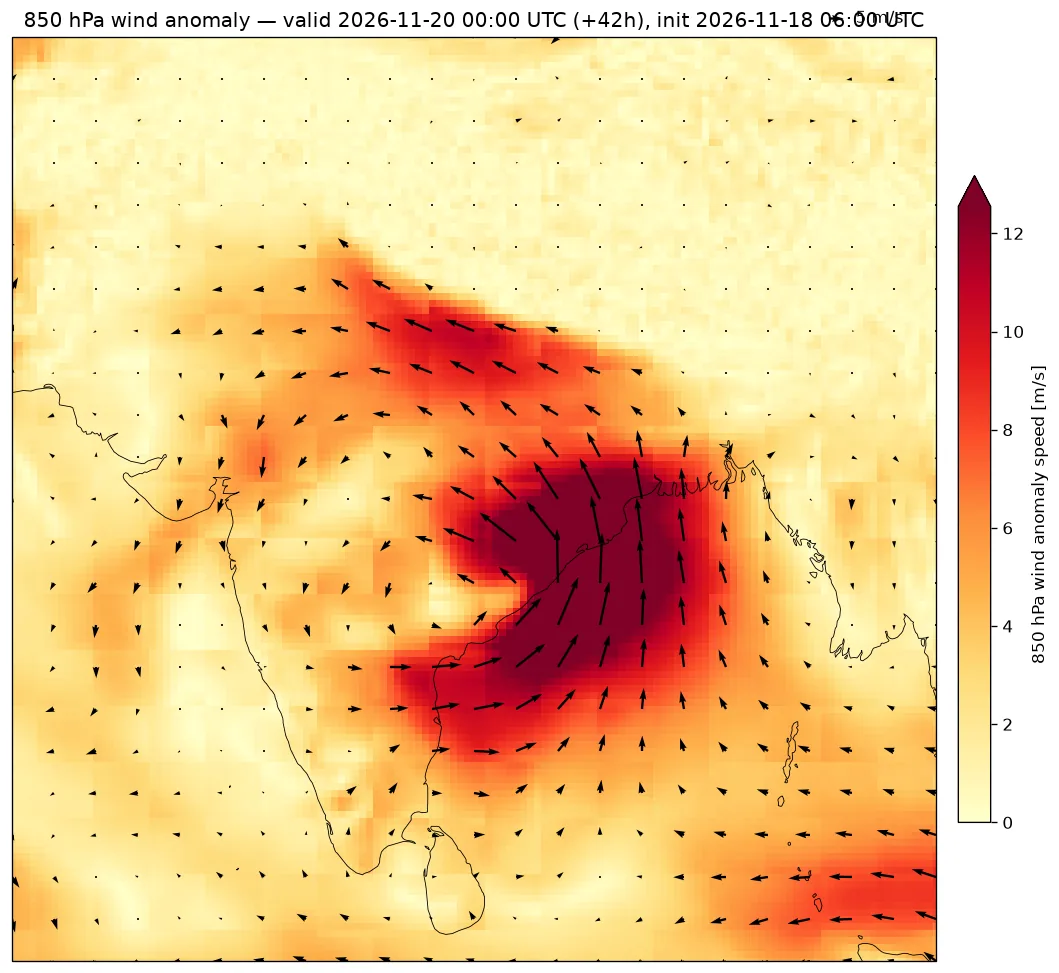 850 hPa wind anomaly — valid 2026-11-20 00:00 UTC (+42h), init 2026-11-18 06:00 UTC
5 m/s
12
10
8
6
4
2
0
850 hPa wind anomaly speed [m/s]